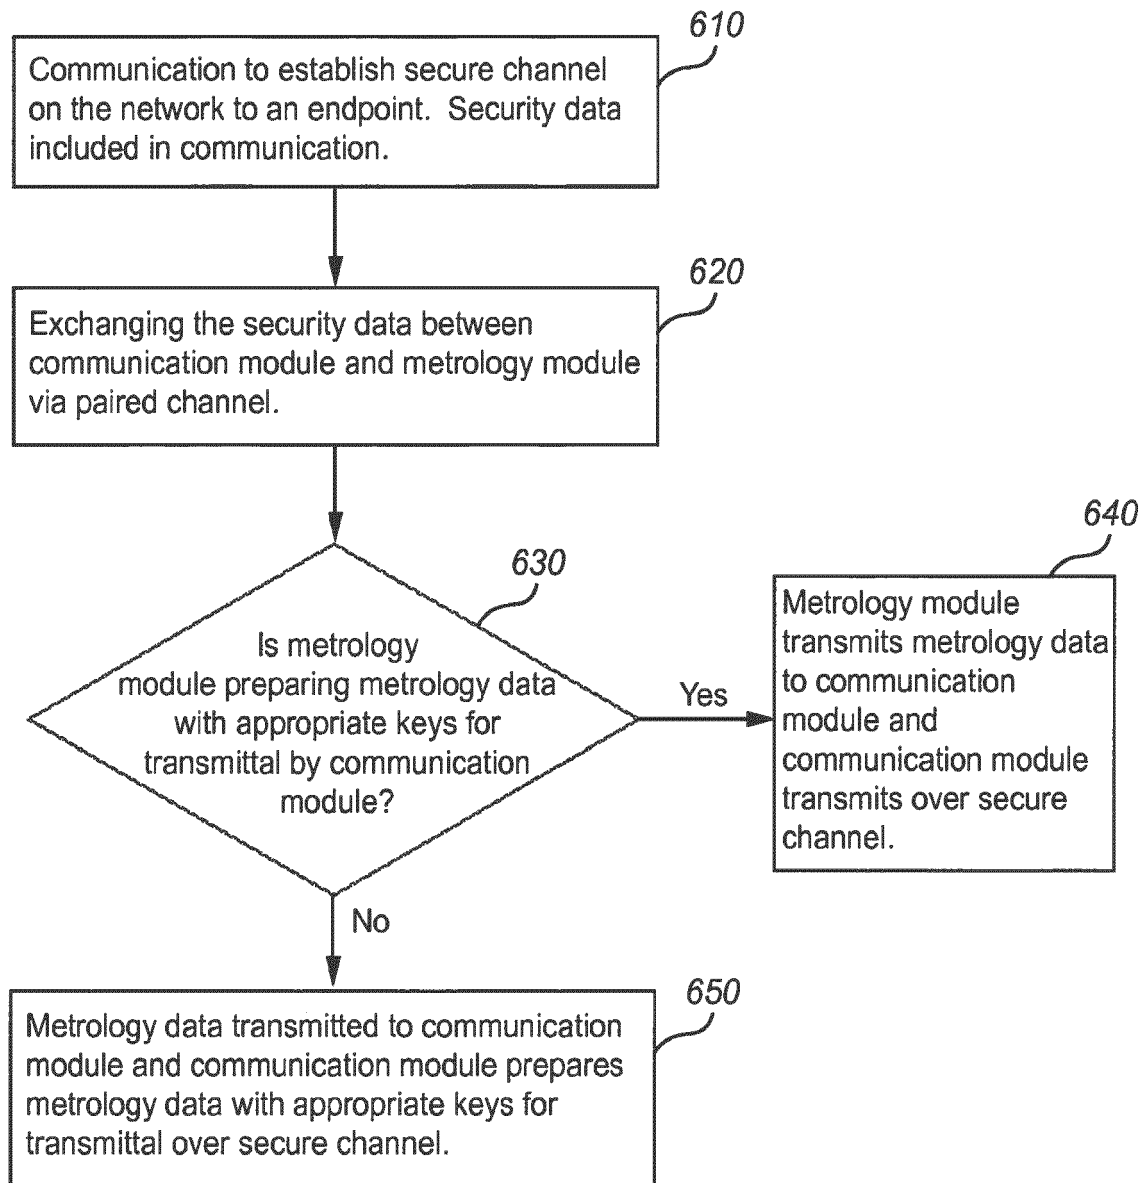 610
Communication to establish secure channel
on the network to an endpoint. Security data
included in communication.
620
Exchanging the security data between
communication module and metrology module
via paired channel.
630
Is metrology
module preparing metrology data
with appropriate keys for
transmittal by communication
module?
Yes
640
Metrology module
transmits metrology data
to communication
module and
communication module
transmits over secure
channel.
No
650
Metrology data transmitted to communication
module and communication module prepares
metrology data with appropriate keys for
transmittal over secure channel.